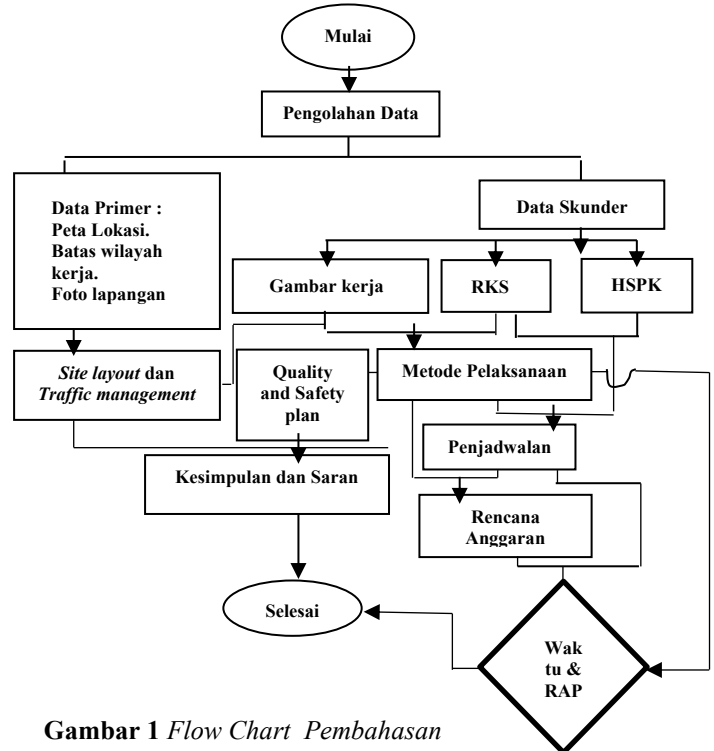 Mulai
Pengolahan Data
Data Primer :
Peta Lokasi.
Batas wilayah
kerja.
Foto lapangan
Data Skunder
Gambar kerja
RKS
HSPK
Site layout dan
Traffic management
Quality
and Safety
plan
Metode Pelaksanaan
Penjadwalan
Kesimpulan dan Saran
Rencana
Anggaran
Selesai
Wak
tu &
RAP
Gambar 1 Flow Chart Pembahasan